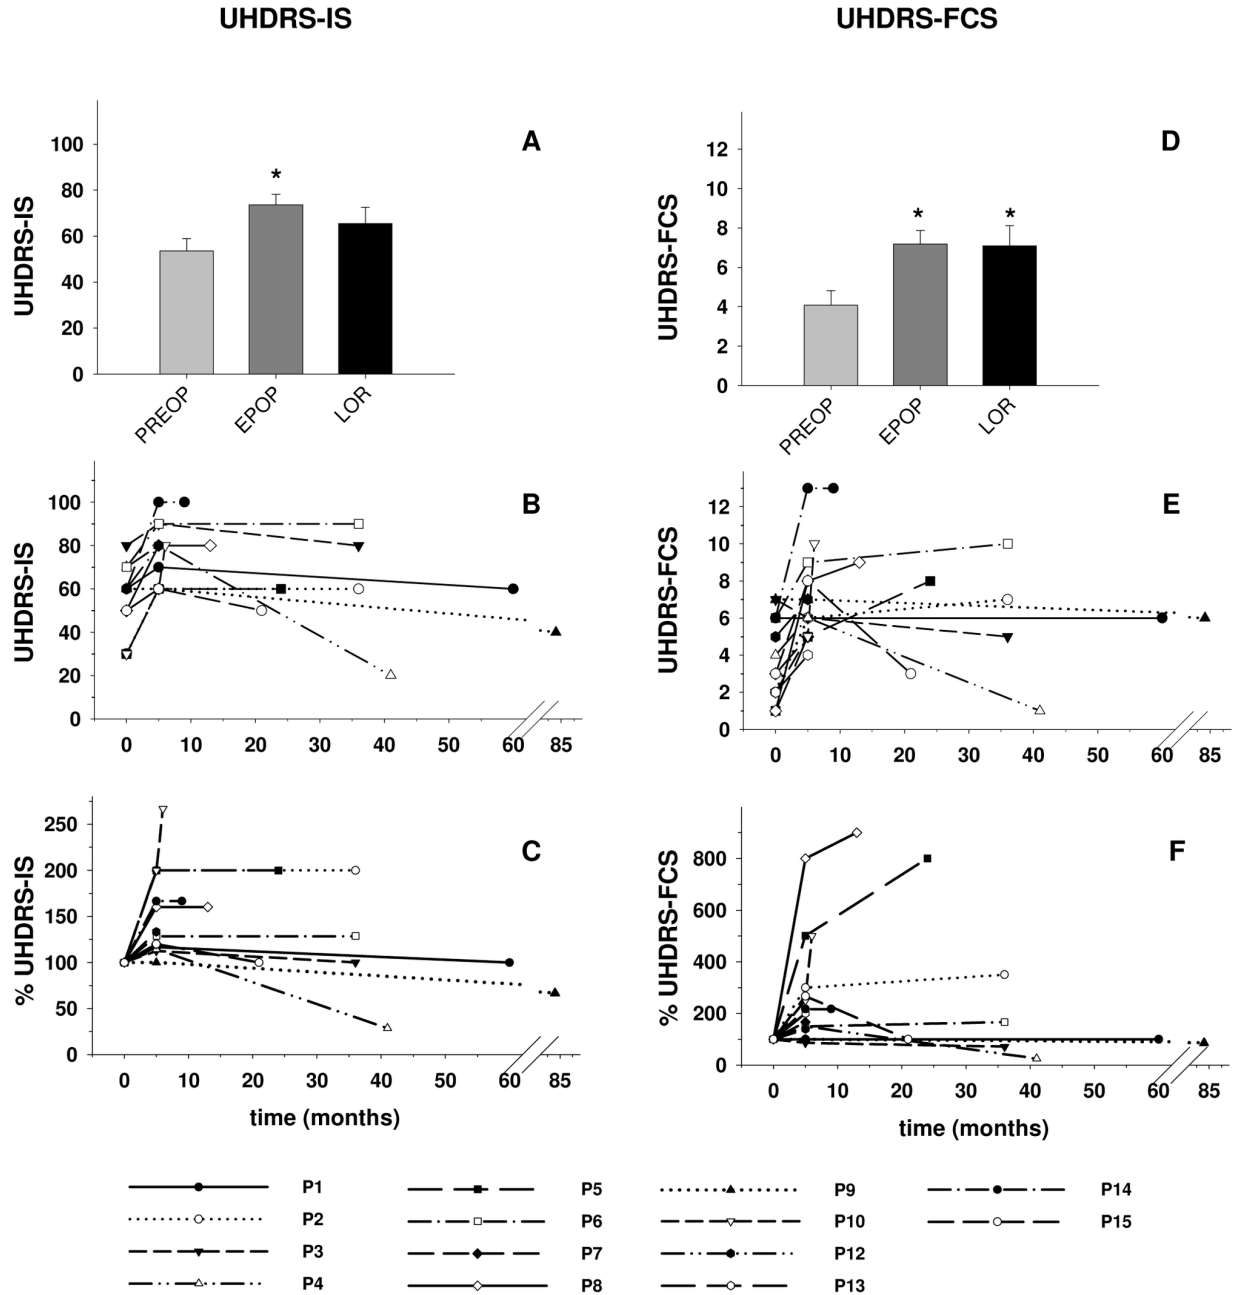 UHDRS-IS
UHDRS-FCS
A
100
80
60
40
20
0
UHDRS-IS
*
PREOP
EPOP
LOR
D
12
10
8
6
4
2
0
UHDRS-FCS
*
*
PREOP
EPOP
LOR
B
100
80
60
40
20
0
UHDRS-IS
0 10 20 30 40 50 60 85
E
12
10
8
6
4
2
0
UHDRS-FCS
0 10 20 30 40 50 60 85
C
250
200
150
100
50
0
% UHDRS-IS
0 10 20 30 40 50 60 85
time (months)
F
800
600
400
200
0
% UHDRS-FCS
0 10 20 30 40 50 60 85
time (months)
P1
P2
P3
P4
P5
P6
P7
P8
P9
P10
P12
P13
P14
P15